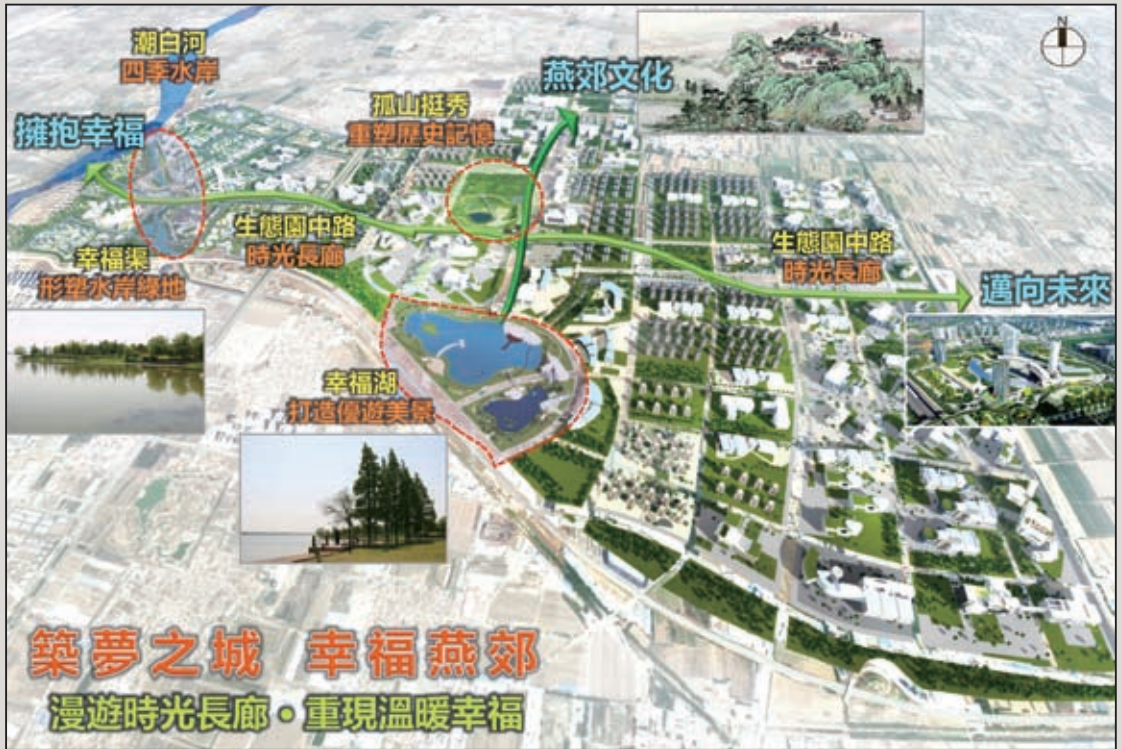 N
潮白河
四季水岸
燕郊文化
孤山挺秀
重塑歷史記憶
擁抱幸福
生態園中路
時光長廊
生態園中路
時光長廊
幸福渠
形塑水岸綠地
邁向未來
幸福湖
打造優遊美景
築夢之城 幸福燕郊
漫遊時光長廊・重現溫暖幸福